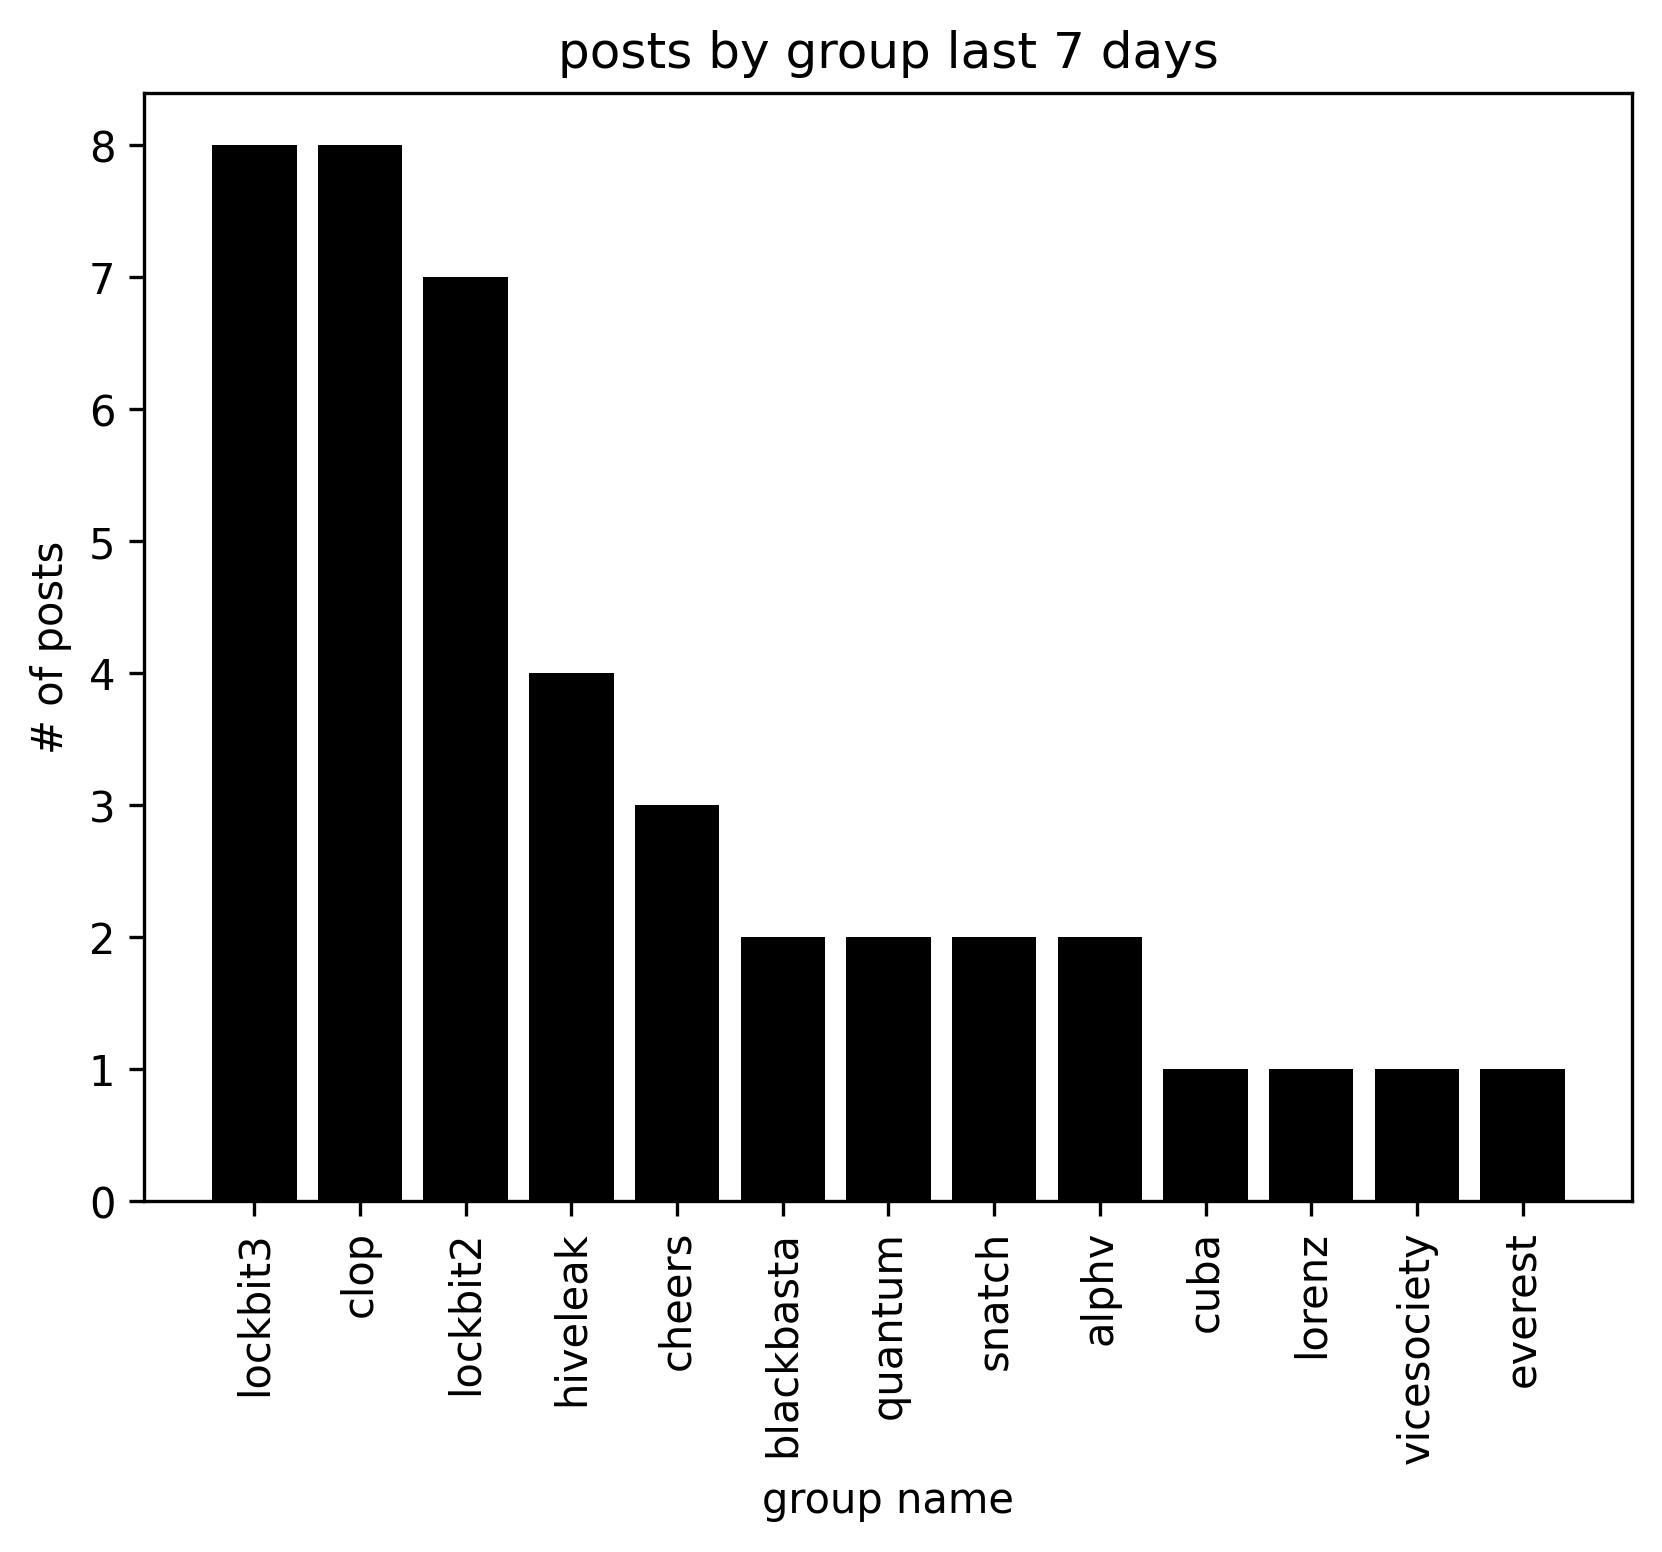 posts by group last 7 days
# of posts
8
7
6
5
4
3
2
1
0
lockbit3
clop
lockbit2
hiveleak
cheers
blackbasta
quantum
snatch
alphv
cuba
lorenz
vicesociety
everest
group name